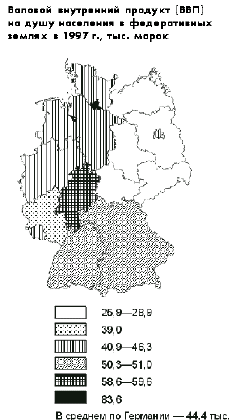 Валовой внутренний продукт (ВВП)
на душу населения в федеративных
землях в 1997 г., тыс. марок
25,9—28,9
39,0
40,9—46,3
50,3—51,0
58,6—59,6
83,6
В среднем по Германии — 44,4 тыс.